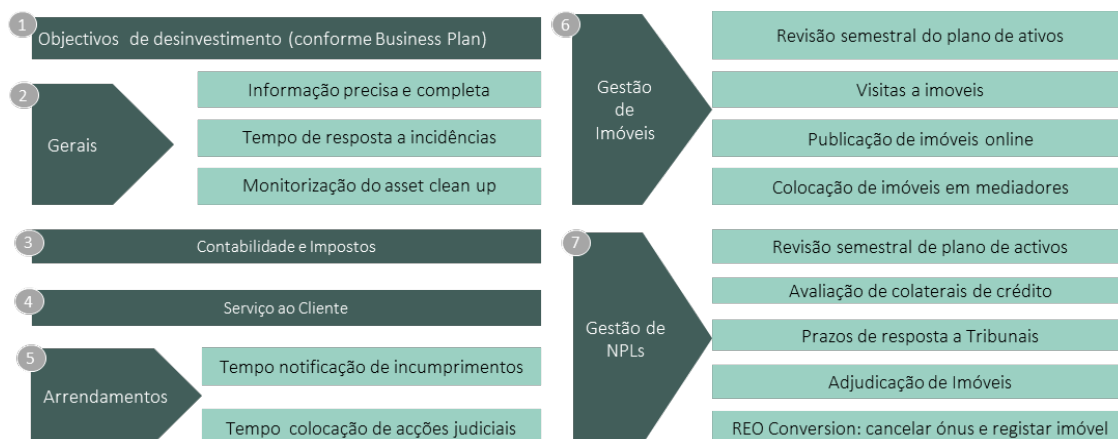 1
Objectivos de desinvestimento (conforme Business Plan)
2
Gerais
Informação precisa e completa
Tempo de resposta a incidências
Monitorização do asset clean up
3
Contabilidade e Impostos
4
Serviço ao Cliente
5
Arrendamentos
Tempo notificação de incumprimentos
Tempo colocação de acções judiciais
6
Gestão
de
Imóveis
Revisão semestral do plano de ativos
Visitas a imoveis
Publicação de imóveis online
Colocação de imóveis em mediadores
7
Gestão de
NPLs
Revisão semestral de plano de activos
Avaliação de colaterais de crédito
Prazos de resposta a Tribunais
Adjudicação de Imóveis
REO Conversion: cancelar ónus e registar imóvel